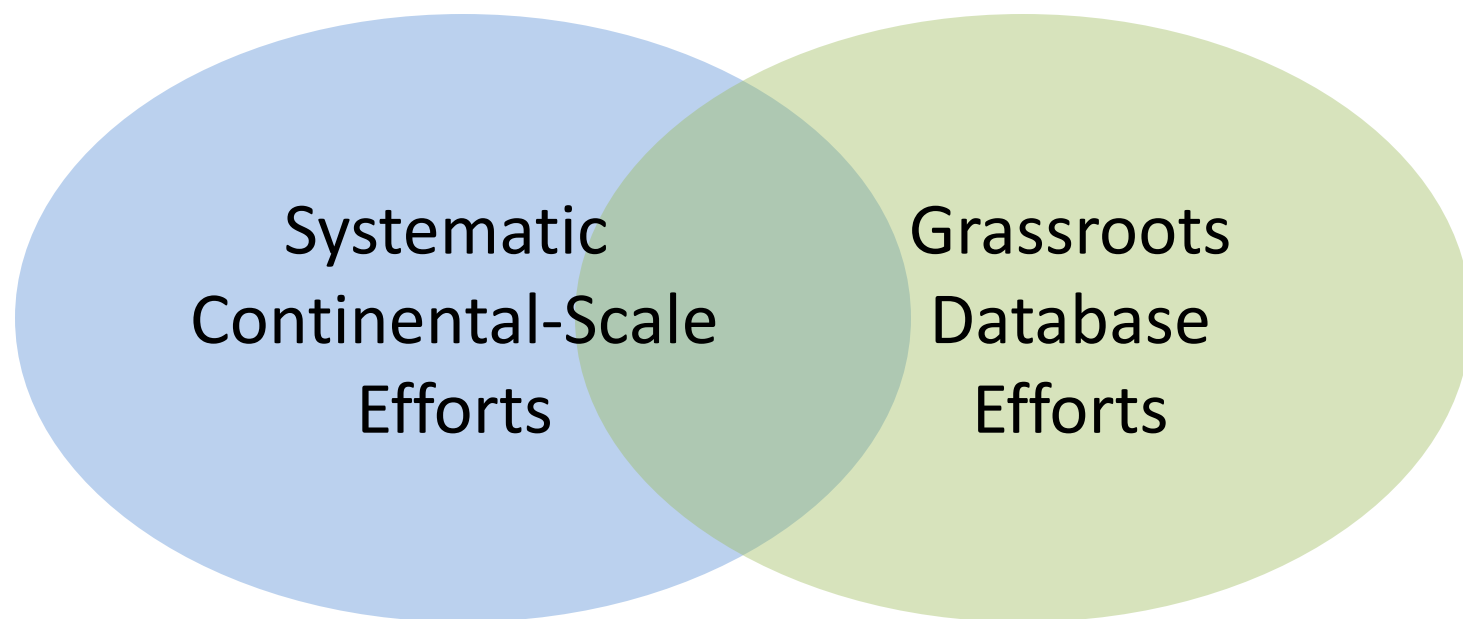 Systematic
Continental-Scale
Efforts
Grassroots
Database
Efforts